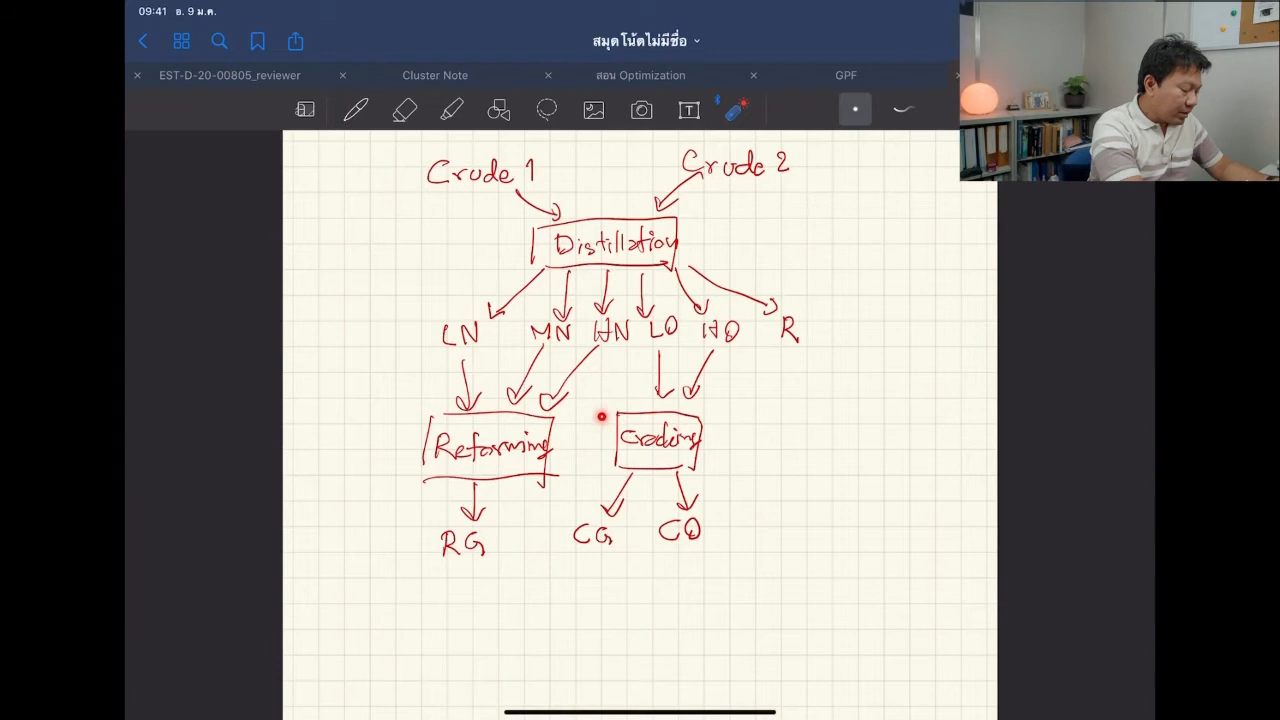 09:41 อ. 9 ม.ค.
สมุดโน้ตไม่มีชื่อ
EST-D-20-00805_reviewer
Cluster Note
สอน Optimization
GPF
Crude 1
Crude 2
Distillation
LN MN HN LO HO R
Reforming
Cracking
RG
CG CO